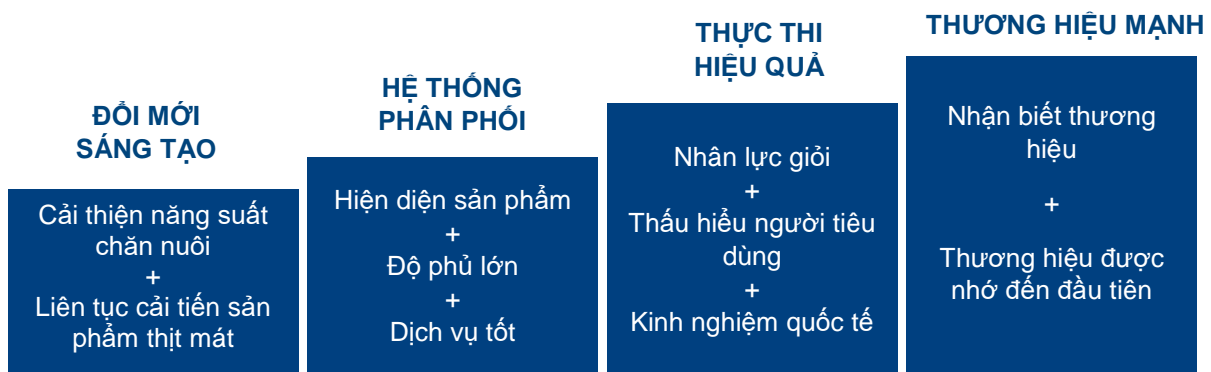 ĐỔI MỚI
SÁNG TẠO
Cải thiện năng suất
chăn nuôi
+
Liên tục cải tiến sản
phẩm thịt mát
HỆ THỐNG
PHÂN PHỐI
Hiện diện sản phẩm
+
Độ phủ lớn
+
Dịch vụ tốt
THỰC THI
HIỆU QUẢ
Nhân lực giỏi
+
Thấu hiểu người tiêu
dùng
+
Kinh nghiệm quốc tế
THƯƠNG HIỆU MẠNH
Nhận biết thương
hiệu
+
Thương hiệu được
nhớ đến đầu tiên